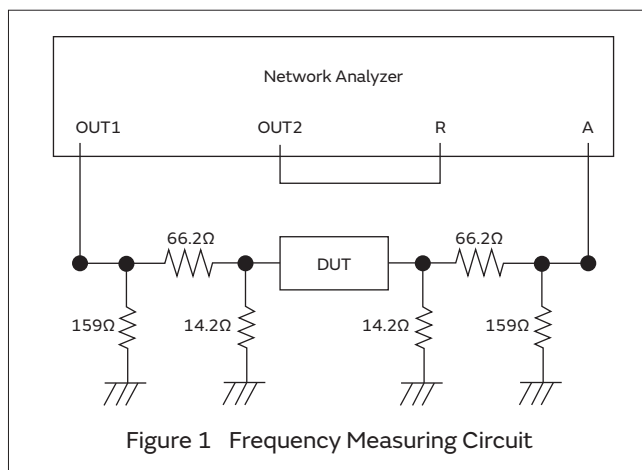 Network Analyzer
OUT1 OUT2 R A
66.2Ω 66.2Ω
DUT
159Ω 14.2Ω 14.2Ω 159Ω
Figure 1 Frequency Measuring Circuit